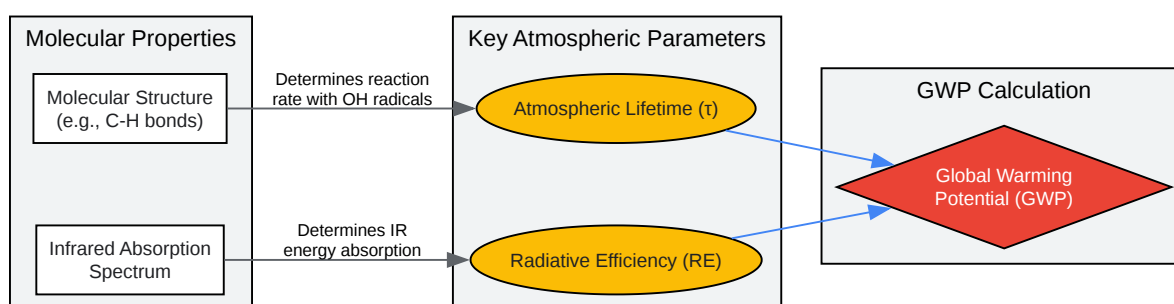 Molecular Properties
Molecular Structure
(e.g., C-H bonds)
Infrared Absorption
Spectrum
Determines reaction
rate with OH radicals
Determines IR
energy absorption
Key Atmospheric Parameters
Atmospheric Lifetime (τ)
Radiative Efficiency (RE)
GWP Calculation
Global Warming
Potential (GWP)